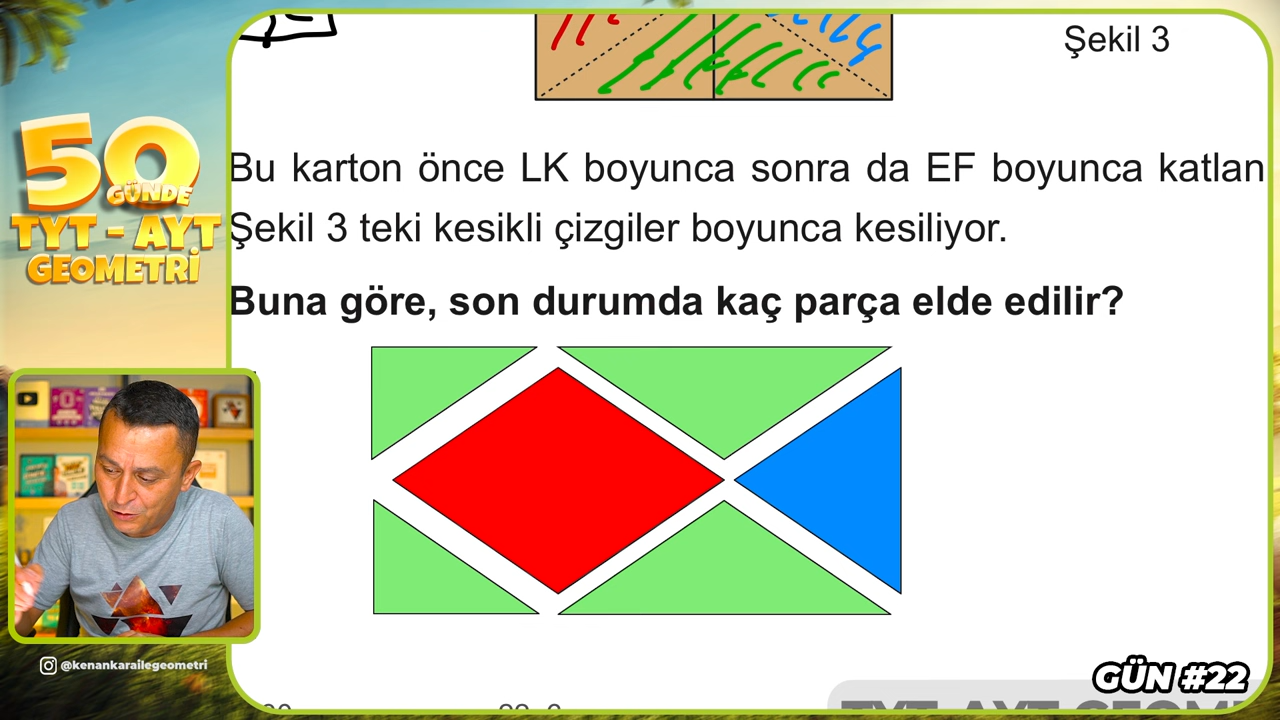 Şekil 3
50
GÜNDE
TYT - AYT
GEOMETRİ
Bu karton önce LK boyunca sonra da EF boyunca katlan
Şekil 3 teki kesikli çizgiler boyunca kesiliyor.
Buna göre, son durumda kaç parça elde edilir?
@kenankarailegeometri
GÜN #22